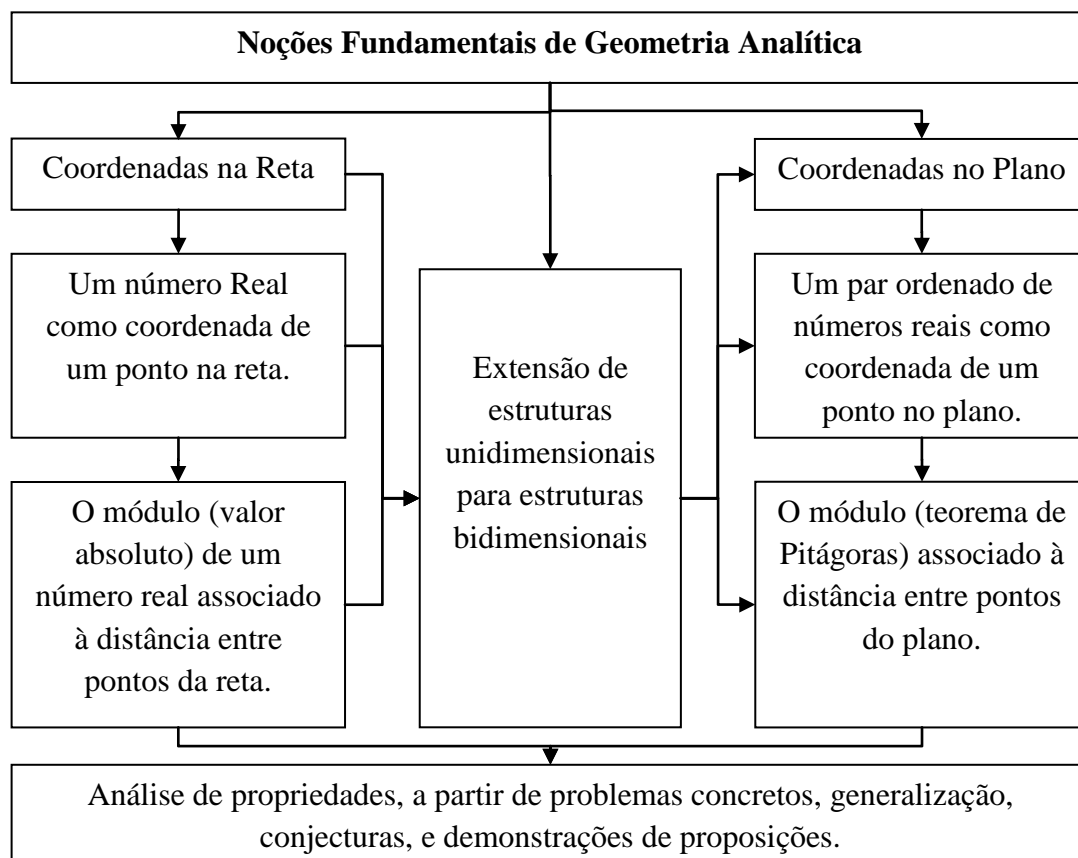 Noções Fundamentais de Geometria Analítica
Coordenadas na Reta
Coordenadas no Plano
Um número Real
como coordenada de
um ponto na reta.
Extensão de
estruturas
unidimensionais
para estruturas
bidimensionais
Um par ordenado de
números reais como
coordenada de um
ponto no plano.
O módulo (valor
absoluto) de um
número real associado
à distância entre
pontos da reta.
O módulo (teorema de
Pitágoras) associado à
distância entre pontos
do plano.
Análise de propriedades, a partir de problemas concretos, generalização,
conjecturas, e demonstrações de proposições.